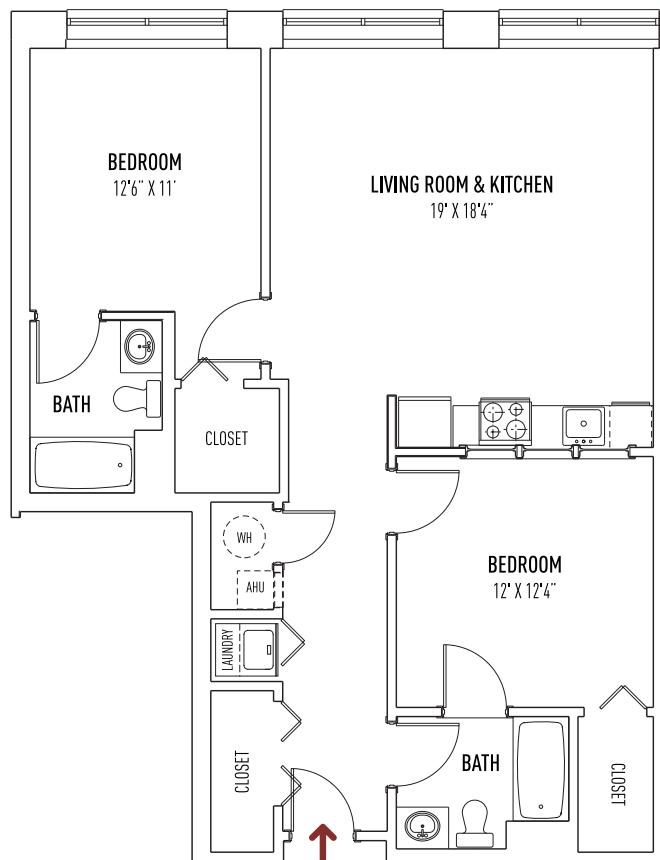 BEDROOM
12'6" X 11'
LIVING ROOM & KITCHEN
19' X 18'4"
BATH
CLOSET
WH
AHU
BEDROOM
12' X 12'4"
LAUNDRY
CLOSET
BATH
CLOSET